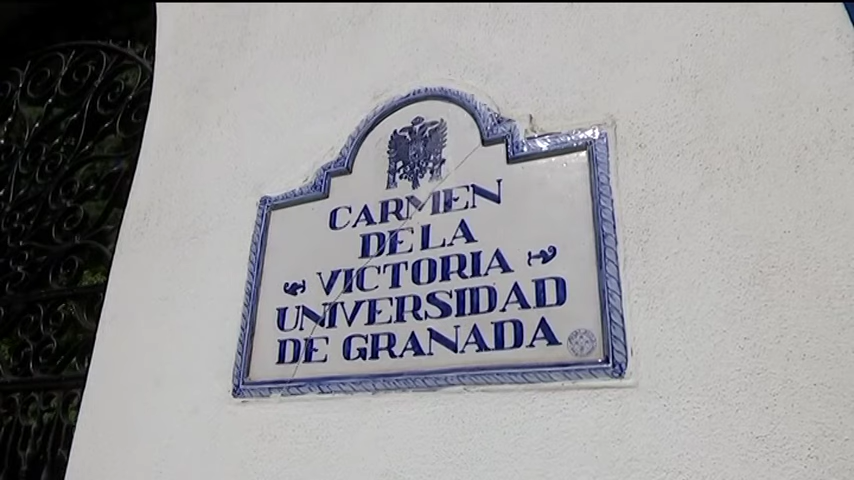 CARMEN
DE LA
VICTORIA
UNIVERSIDAD
DE GRANADA